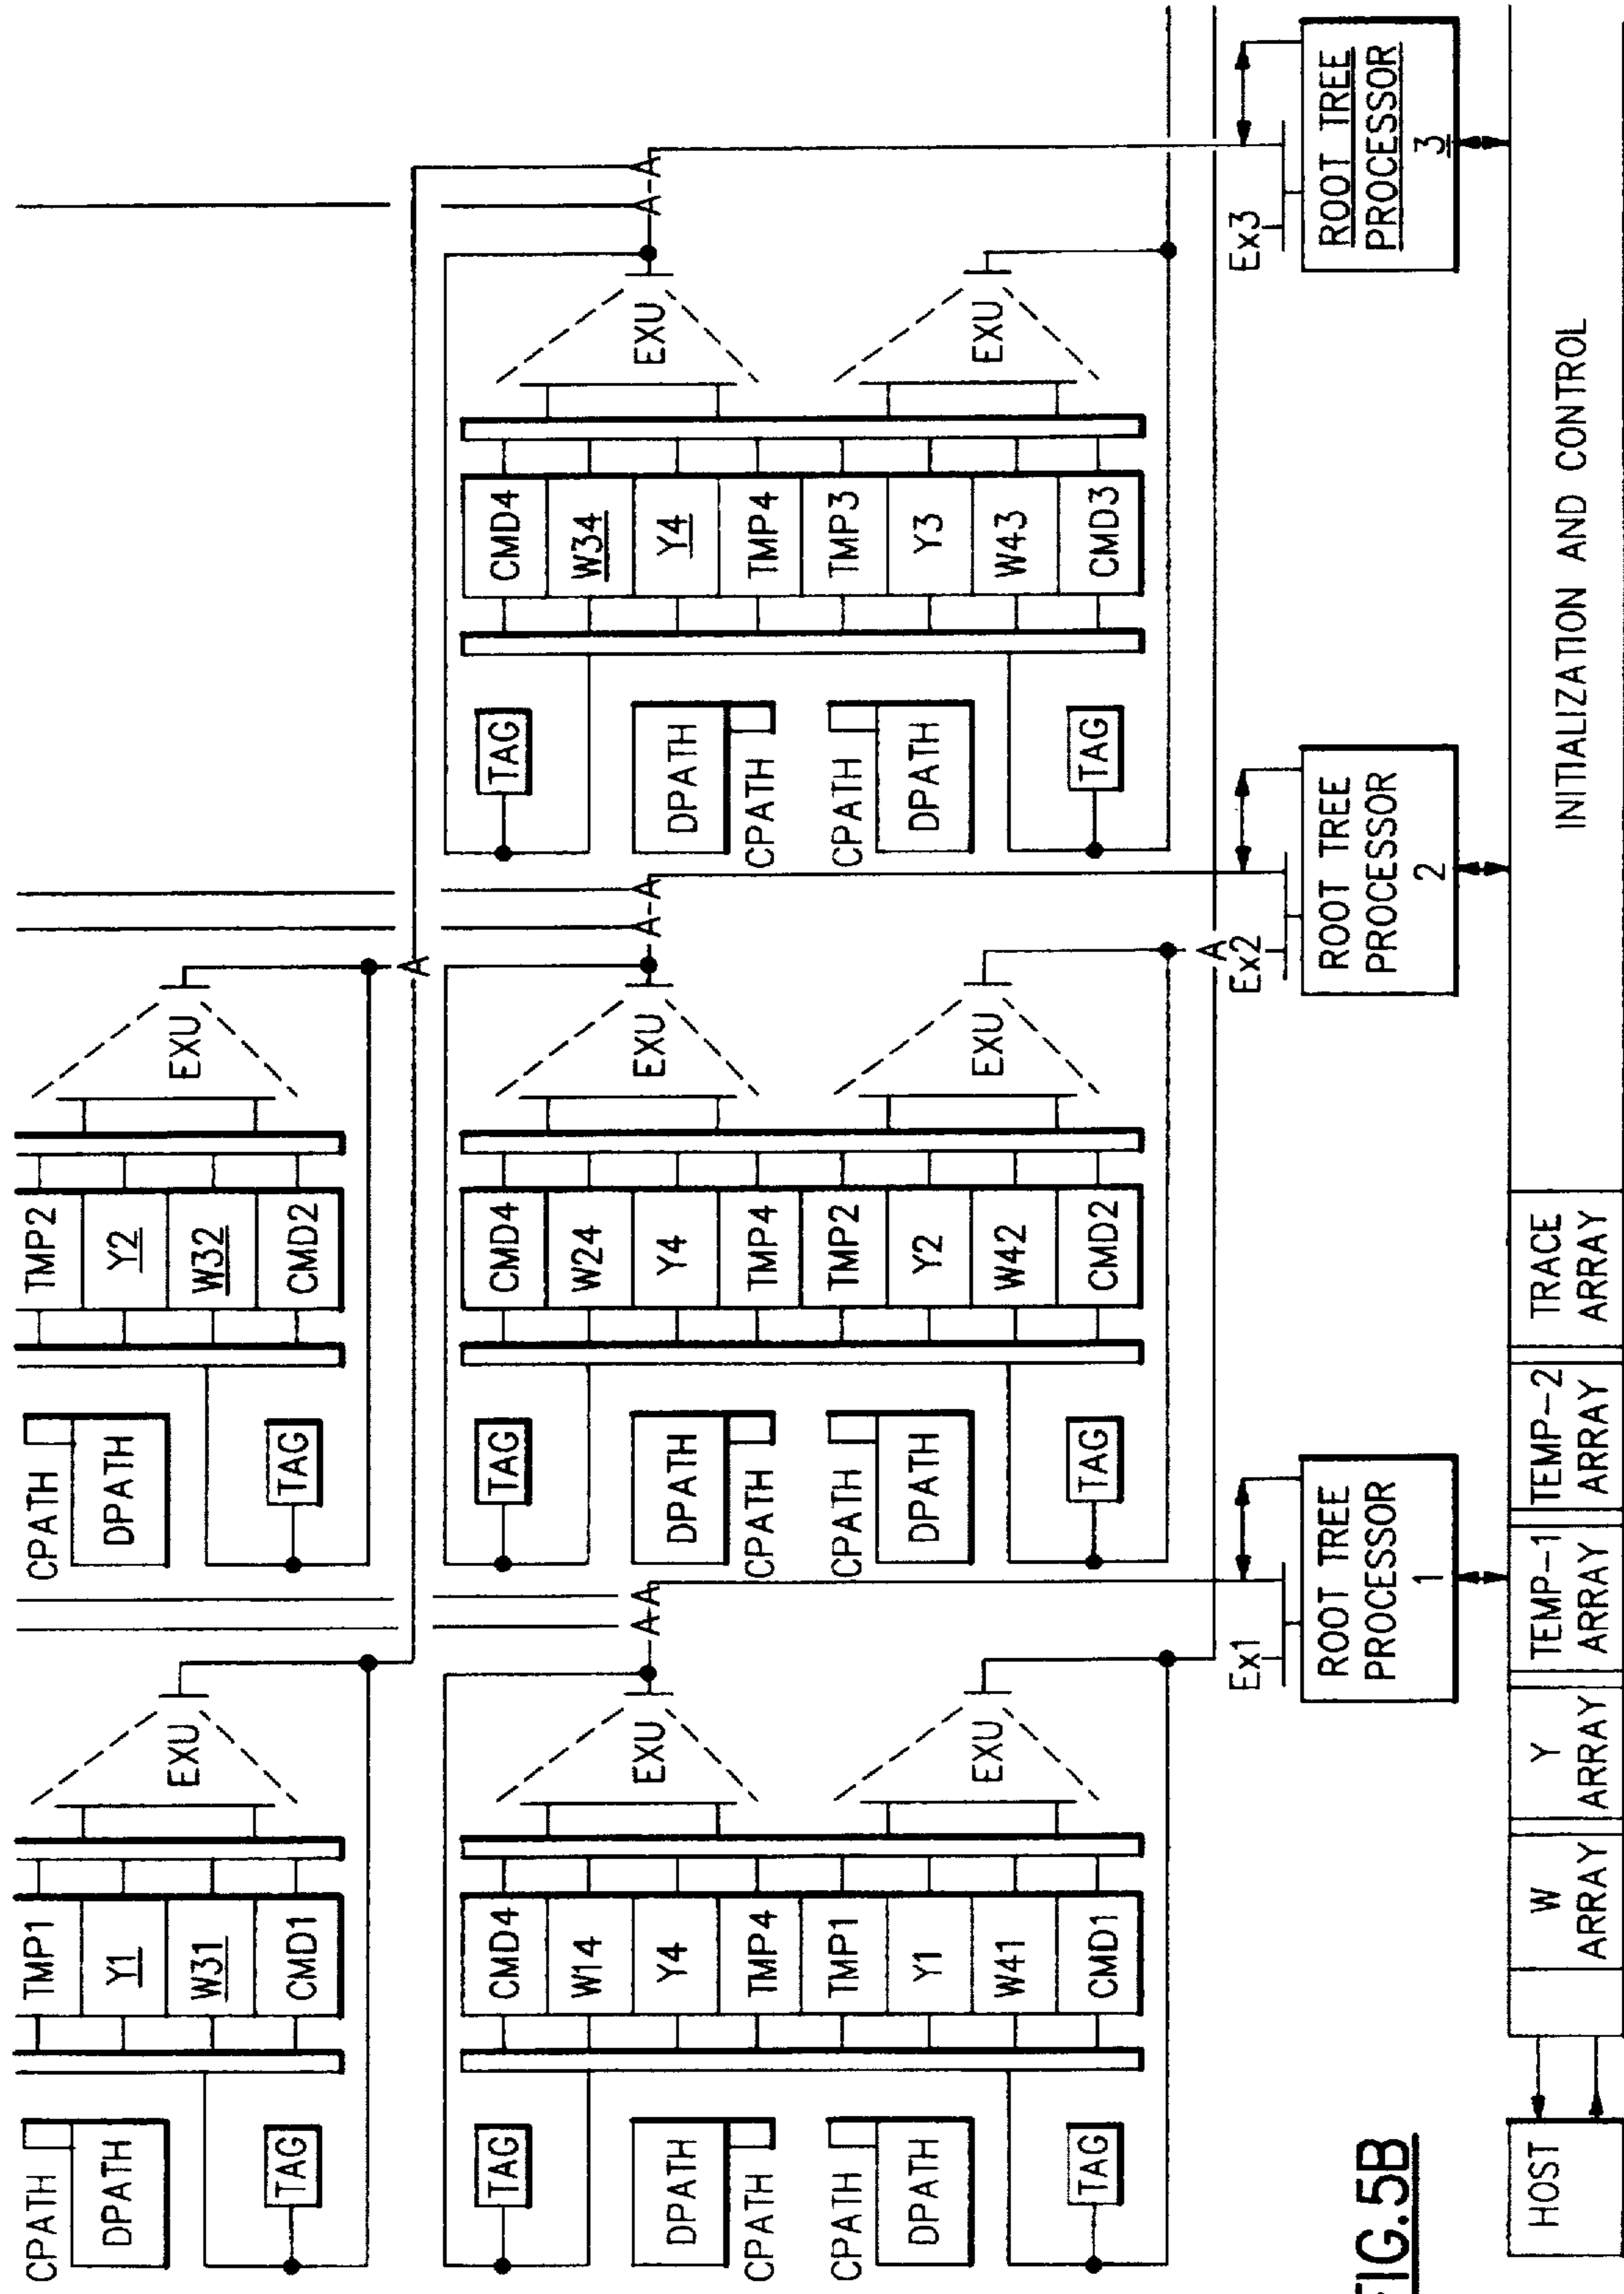 CPATH
DPATH
TAG
TMP1
Y1
W31
CMD1
EXU
CPATH
DPATH
TAG
TMP2
Y2
W32
CMD2
EXU
A
TAG
DPATH
CPATH
CPATH
DPATH
TAG
CMD4
W14
Y4
TMP4
TMP1
Y1
W41
CMD1
EXU
EXU
A
A
TAG
DPATH
CPATH
CPATH
DPATH
TAG
CMD4
W24
Y4
TMP4
TMP2
Y2
W42
CMD2
EXU
EXU
A
A
A
TAG
DPATH
CPATH
CPATH
DPATH
TAG
CMD4
W34
Y4
TMP4
TMP3
Y3
W43
CMD3
EXU
EXU
A
A
Ex1
ROOT TREE
PROCESSOR
1
Ex2
ROOT TREE
PROCESSOR
2
Ex3
ROOT TREE
PROCESSOR
3
FIG.5B
HOST
W
ARRAY
Y
ARRAY
TEMP-1
ARRAY
TEMP-2
ARRAY
TRACE
ARRAY
INITIALIZATION AND CONTROL